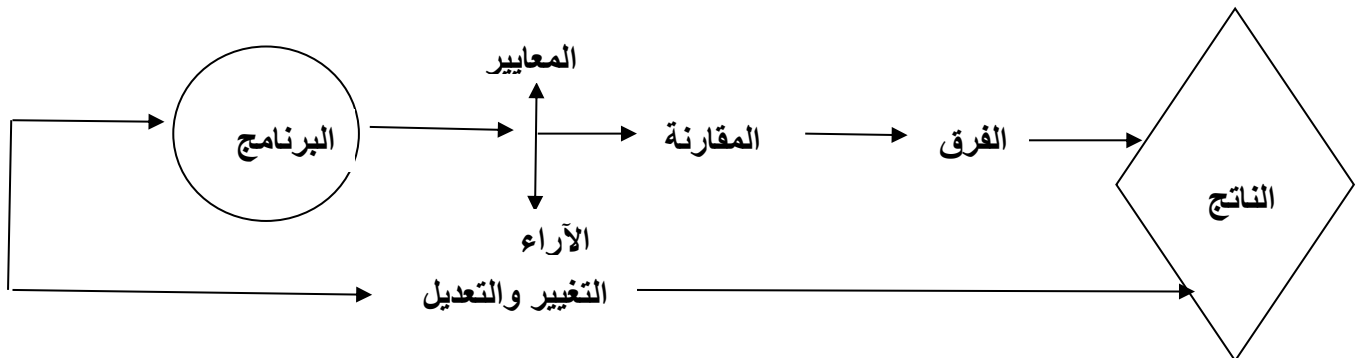 المعايير
البرنامج
المقارنة
الفرق
الناتج
الآراء
التغيير والتعديل